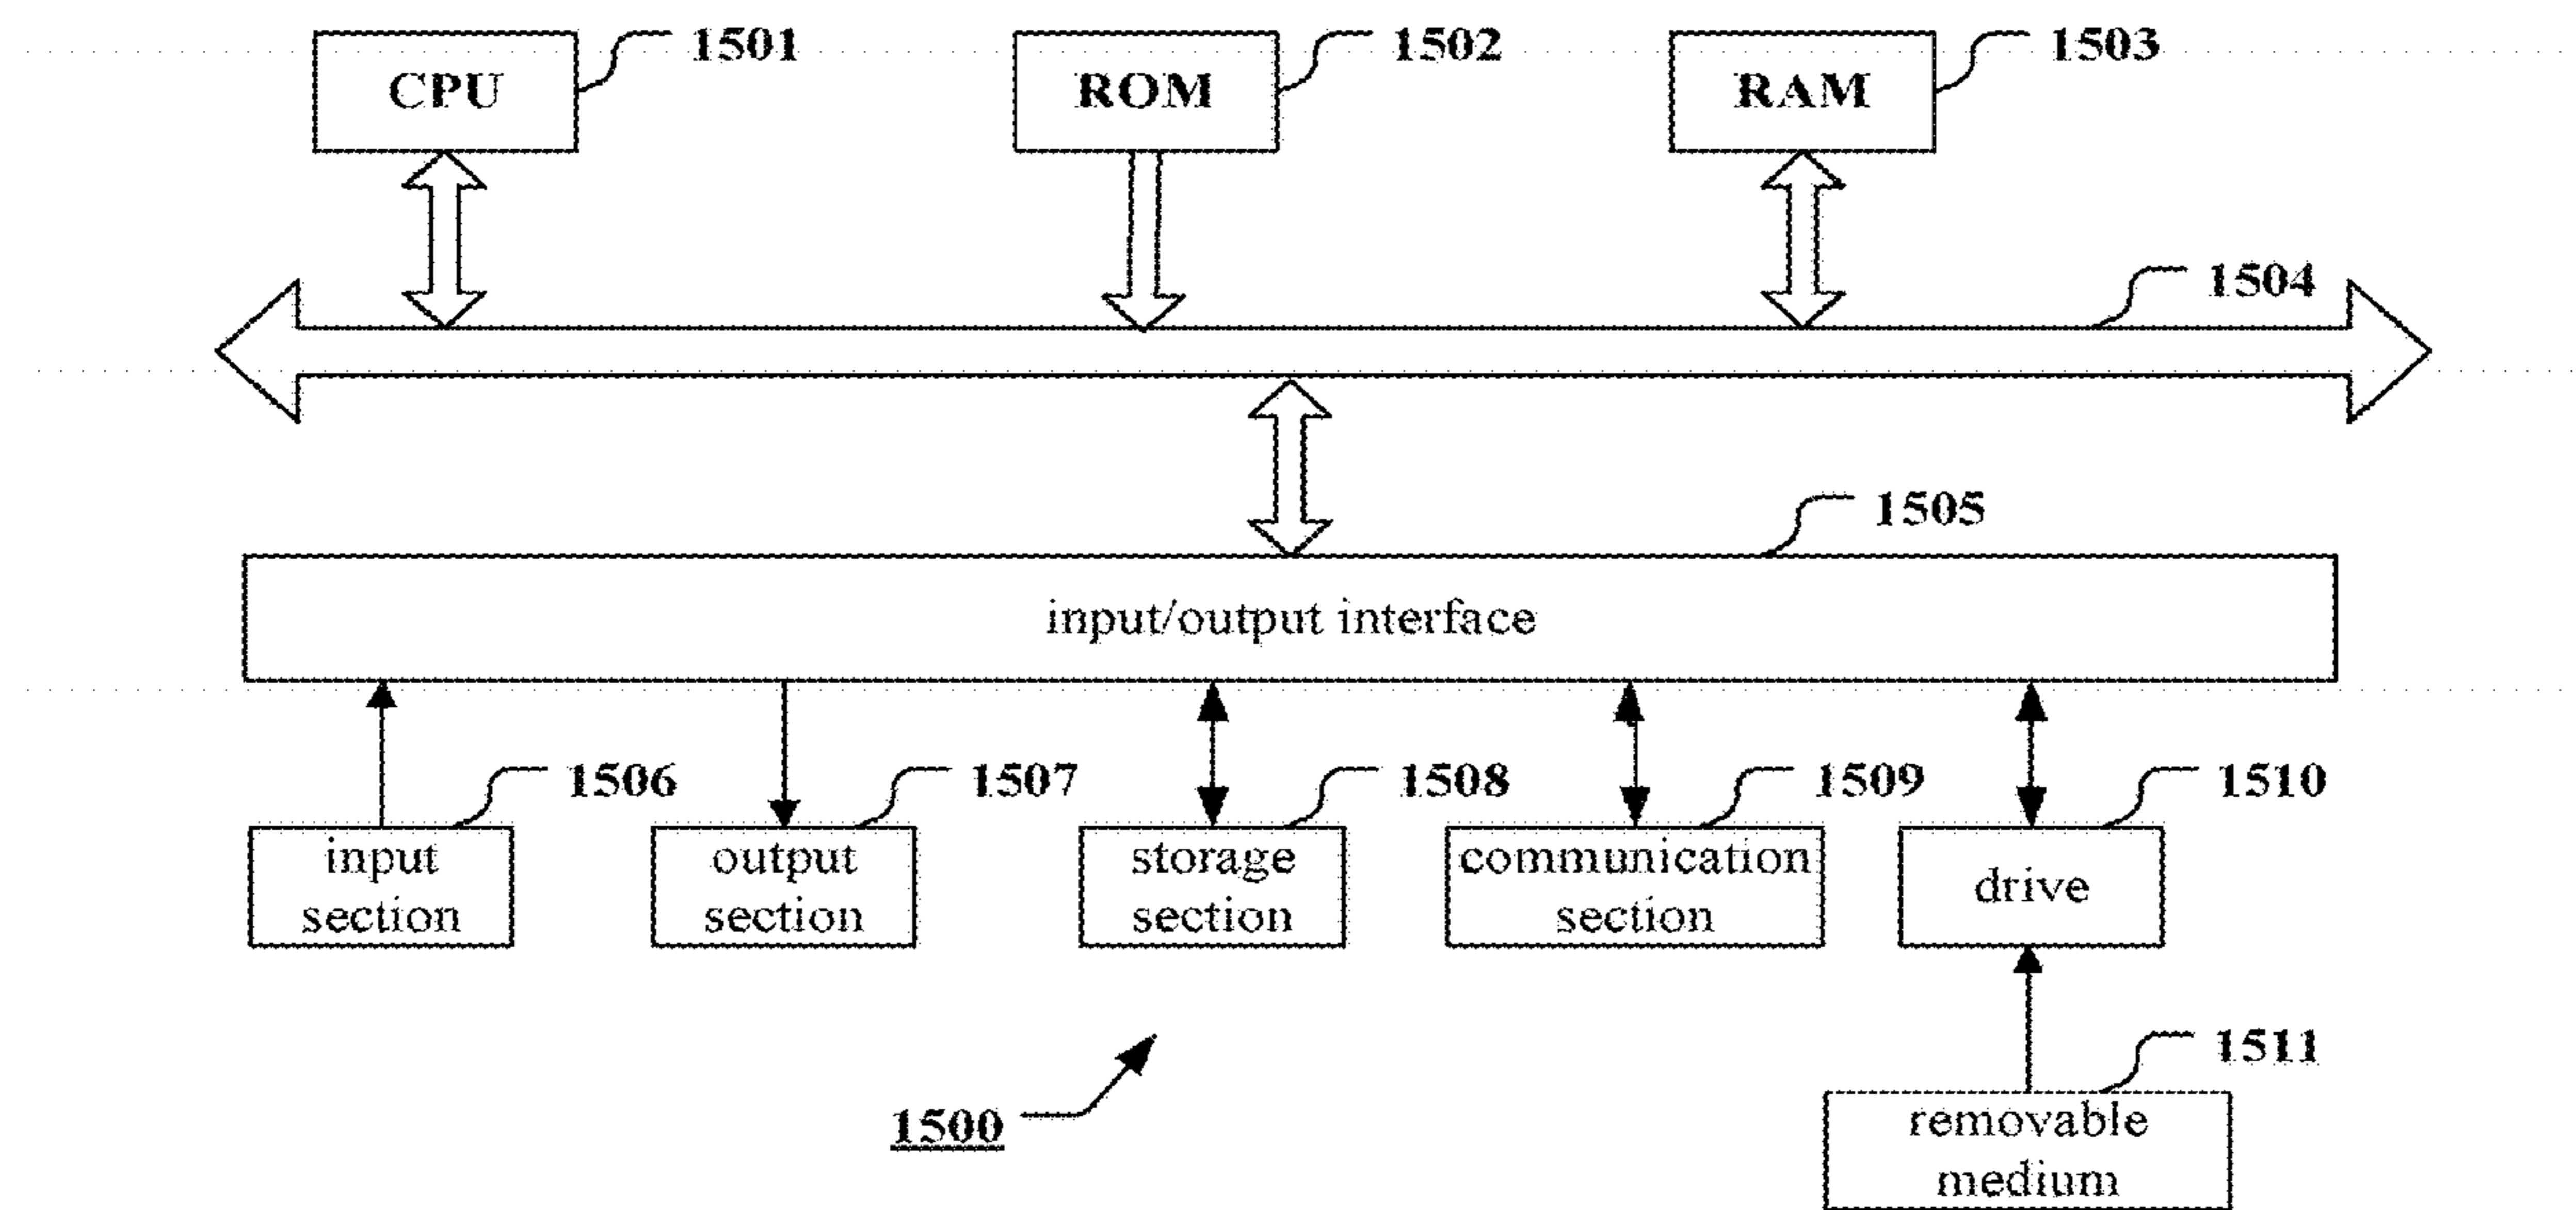 CPU
1501
ROM
1502
RAM
1503
1504
1505
input/output interface
1506
1507
1508
1509
1510
input
section
output
section
storage
section
communication
section
drive
1511
1500
removable
medium